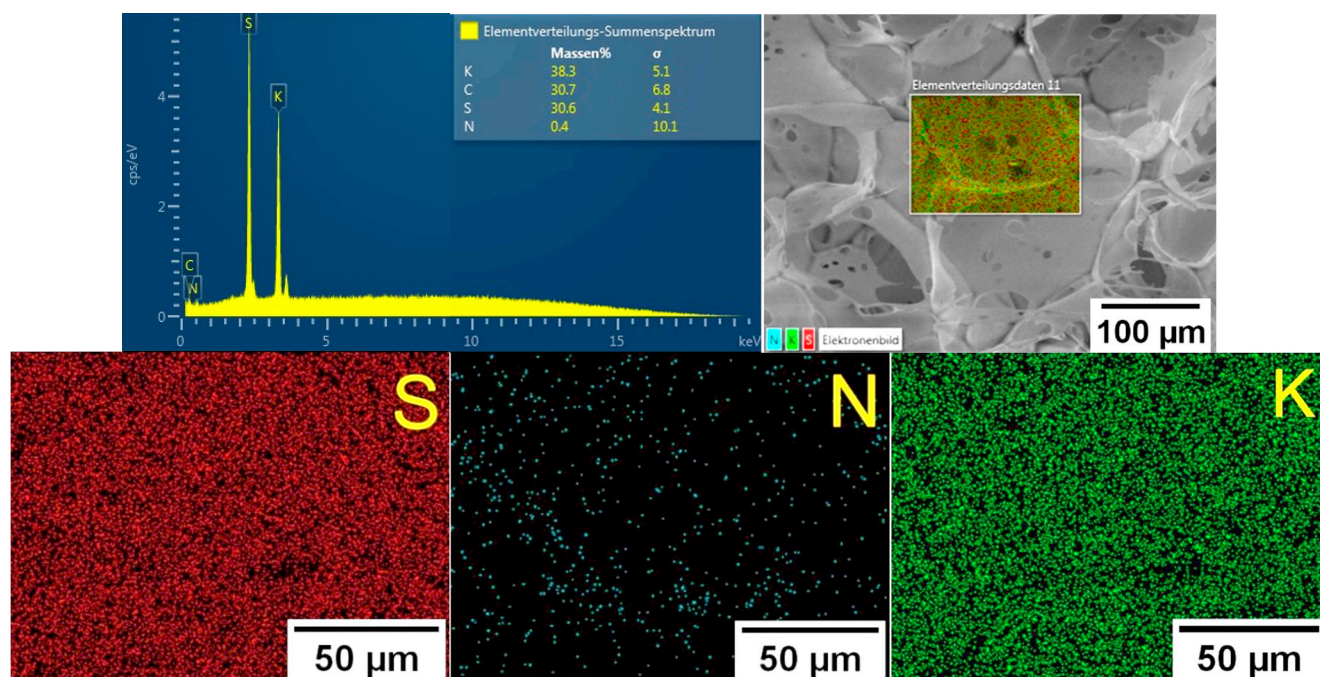 S
K
C
N
cps/eV
4
2
0
0
5
10
15
keV
Elementverteilungs-Summenspektrum
Massen% σ
K 38.3 5.1
C 30.7 6.8
S 30.6 4.1
N 0.4 10.1
Elementverteilungsdaten 11
N K S Elektronenbild
100 µm
S
50 µm
N
50 µm
K
50 µm